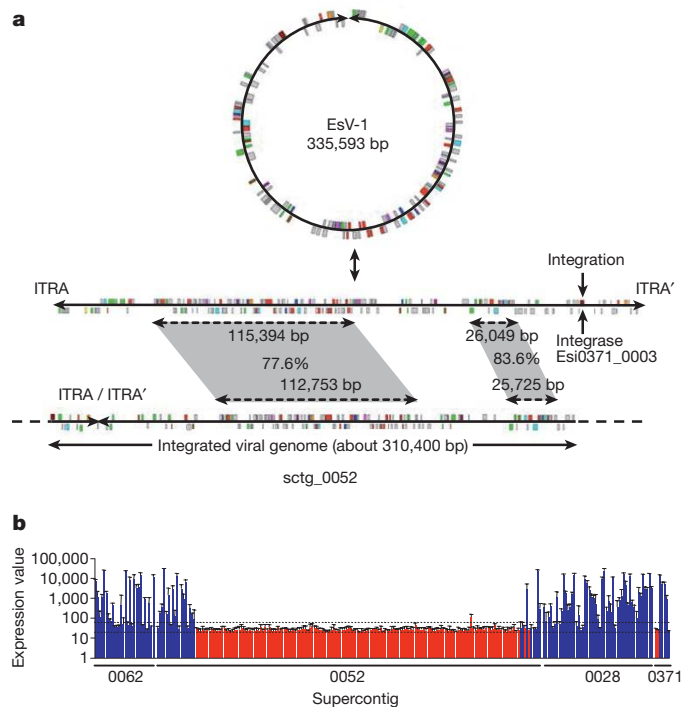 a
EsV-1
335,593 bp
Integration
ITRA
ITRA′
Integrase
Esi0371_0003
115,394 bp
26,049 bp
77.6%
83.6%
112,753 bp
25,725 bp
ITRA / ITRA′
Integrated viral genome (about 310,400 bp)
sctg_0052
b
Expression value
100,000
10,000
1,000
100
10
1
0062
0052
0028
0371
Supercontig